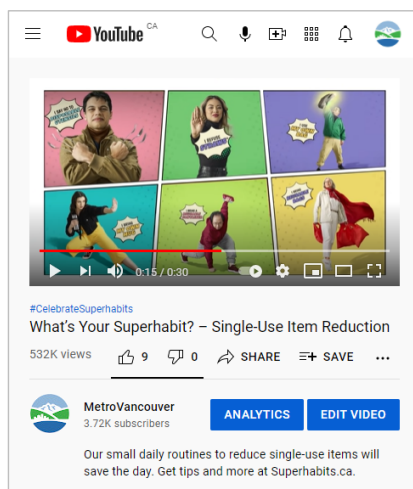 YouTube CA
0:15 / 0:30
#CelebrateSuperhabits
What's Your Superhabit? – Single-Use Item Reduction
532K views 9 0 SHARE SAVE ...
MetroVancouver
3.72K subscribers
ANALYTICS EDIT VIDEO
Our small daily routines to reduce single-use items will
save the day. Get tips and more at Superhabits.ca.